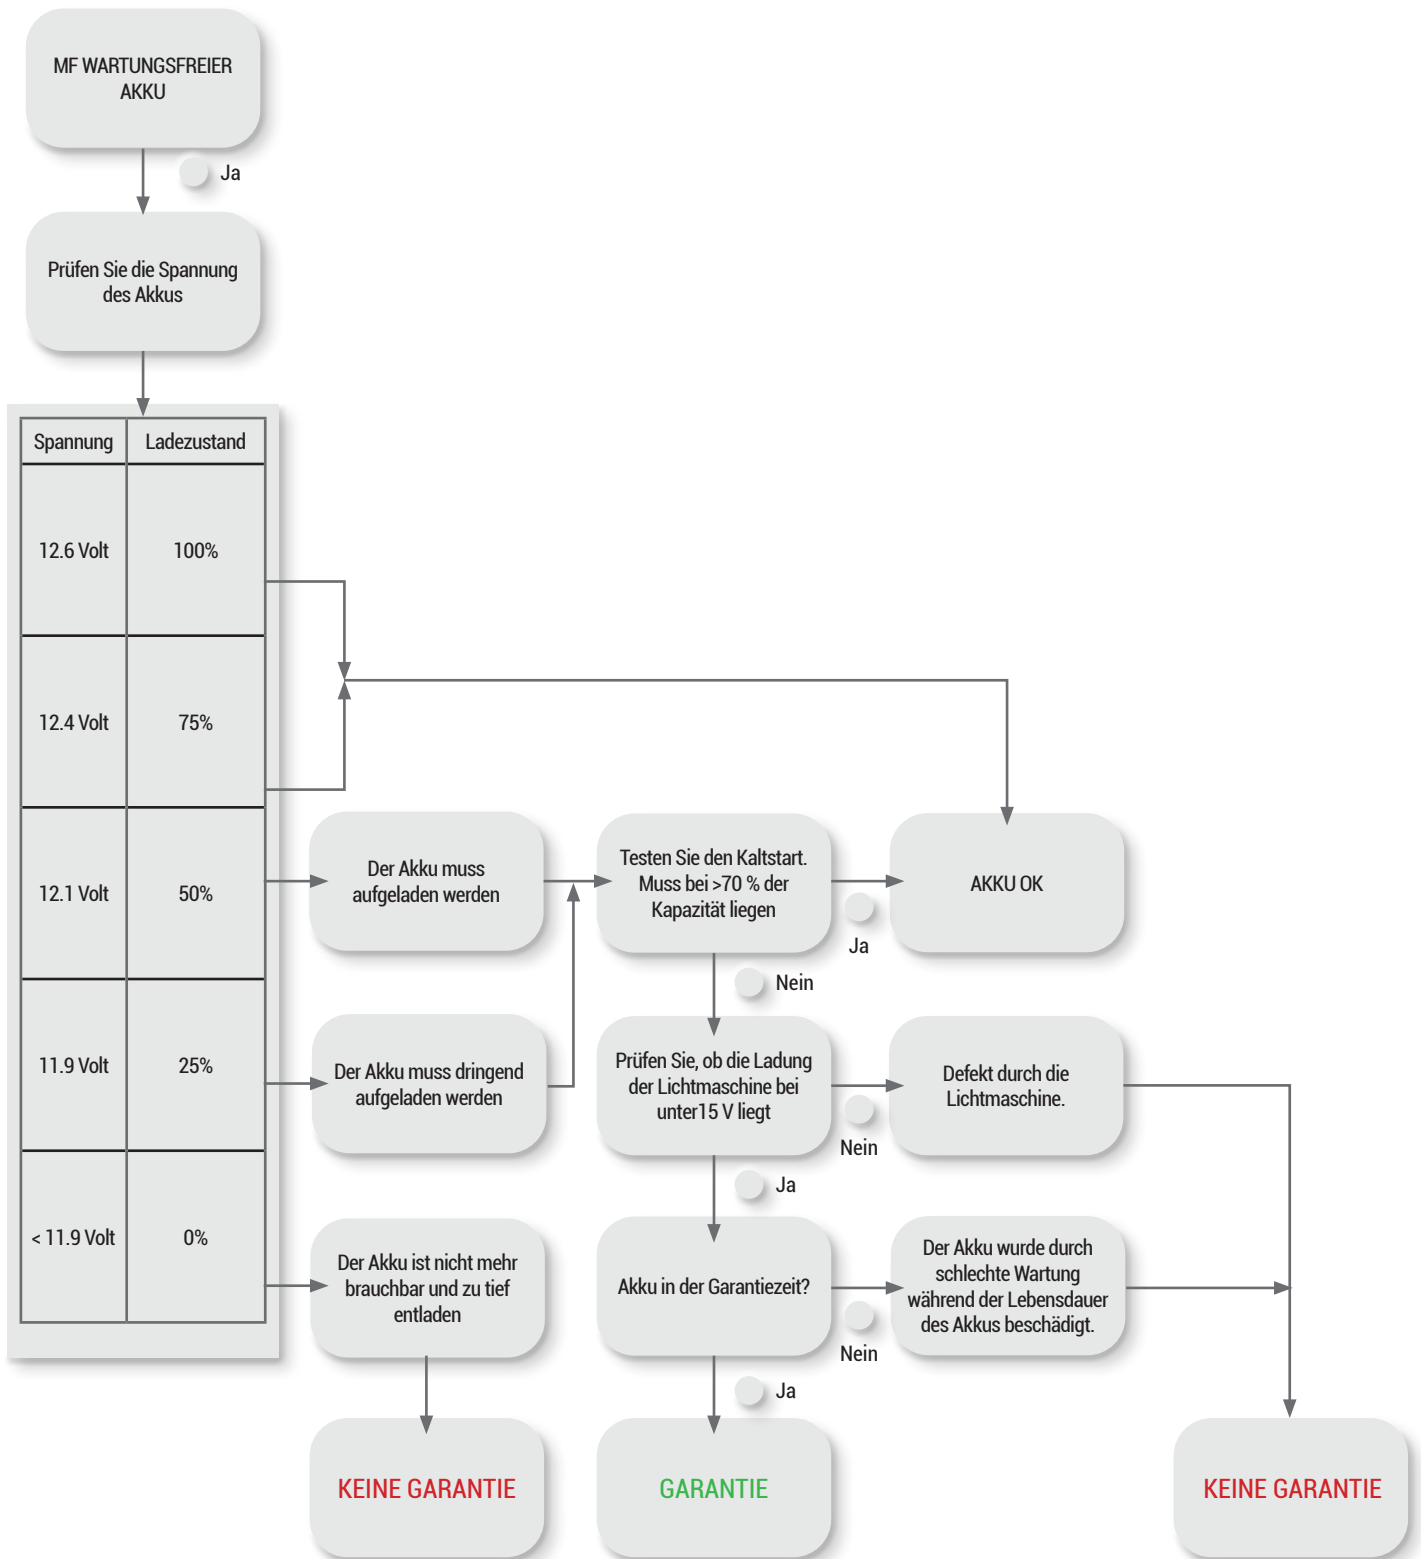 MF WARTUNGSFREIER
AKKU
Ja
Prüfen Sie die Spannung
des Akkus
Spannung Ladezustand
12.6 Volt 100%
12.4 Volt 75%
12.1 Volt 50%
11.9 Volt 25%
< 11.9 Volt 0%
Der Akku muss
aufgeladen werden
Testen Sie den Kaltstart.
Muss bei >70 % der
Kapazität liegen
Ja
AKKU OK
Nein
Der Akku muss dringend
aufgeladen werden
Prüfen Sie, ob die Ladung
der Lichtmaschine bei
unter15 V liegt
Nein
Defekt durch die
Lichtmaschine.
Ja
Der Akku ist nicht mehr
brauchbar und zu tief
entladen
Akku in der Garantiezeit?
Nein
Der Akku wurde durch
schlechte Wartung
während der Lebensdauer
des Akkus beschädigt.
Ja
KEINE GARANTIE
GARANTIE
KEINE GARANTIE